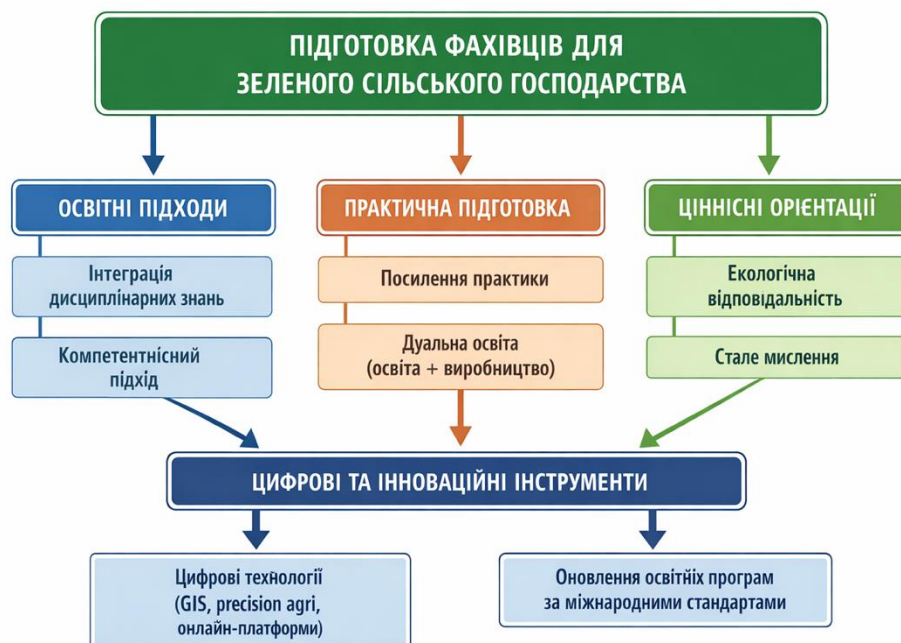 ПІДГОТОВКА ФАХІВЦІВ ДЛЯ
ЗЕЛЕНОГО СІЛЬСЬКОГО ГОСПОДАРСТВА
ОСВІТНІ ПІДХОДИ
Інтеграція
дисциплінарних знань
Компетентнісний
підхід
ПРАКТИЧНА ПІДГОТОВКА
Посилення практики
Дуальна освіта
(освіта + виробництво)
ЦІННІСНІ ОРІЄНТАЦІЇ
Екологічна
відповідальність
Стале мислення
ЦИФРОВІ ТА ІННОВАЦІЙНІ ІНСТРУМЕНТИ
Цифрові технології
(GIS, precision agri,
онлайн-платформи)
Оновлення освітніх програм
за міжнародними стандартами